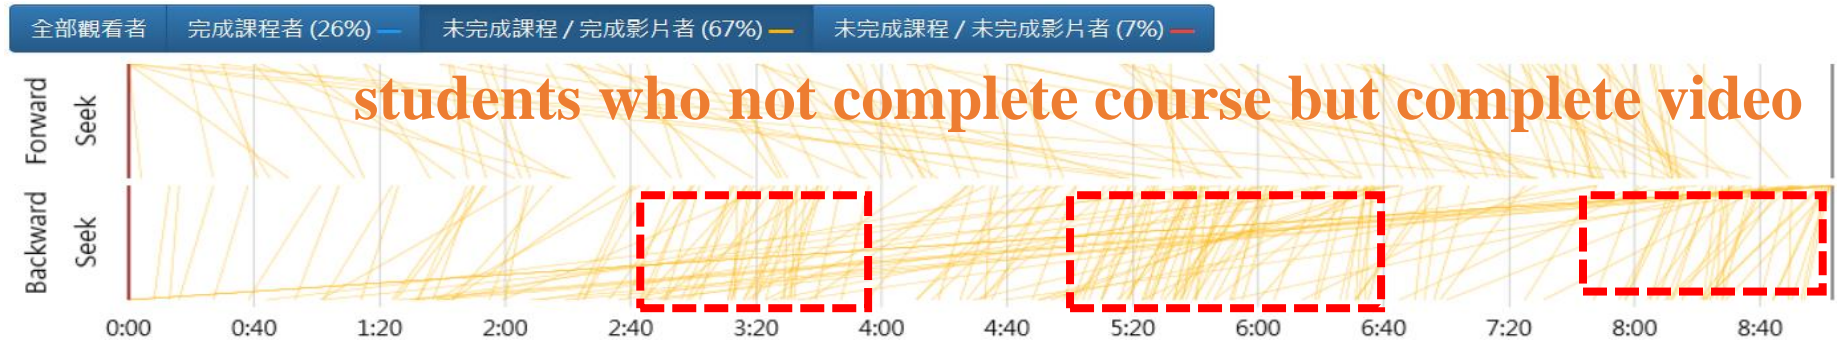 全部觀看者 完成課程者 (26%) 未完成課程 / 完成影片者 (67%) 未完成課程 / 未完成影片者 (7%)
students who not complete course but complete video
Forward
Seek
Backward
Seek
0:00 0:40 1:20 2:00 2:40 3:20 4:00 4:40 5:20 6:00 6:40 7:20 8:00 8:40